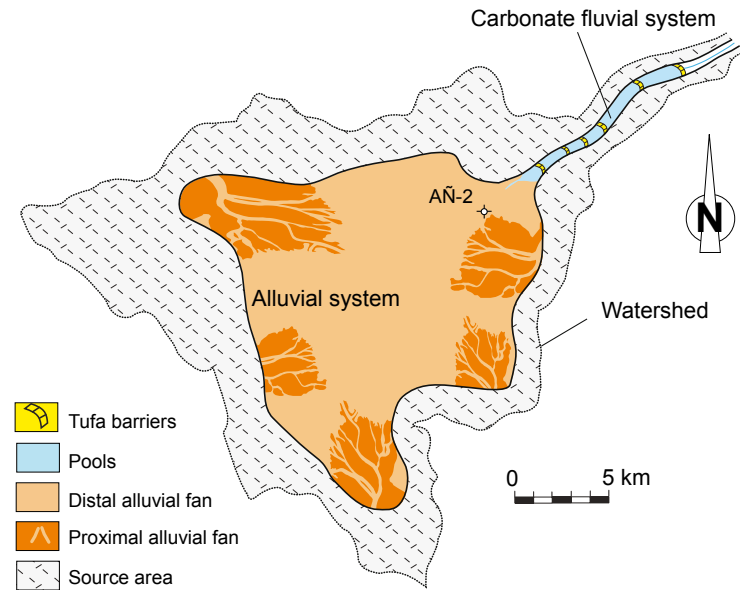 Carbonate fluvial system
AÑ-2
N
Alluvial system
Watershed
Tufa barriers
Pools
Distal alluvial fan
Proximal alluvial fan
Source area
0 5 km